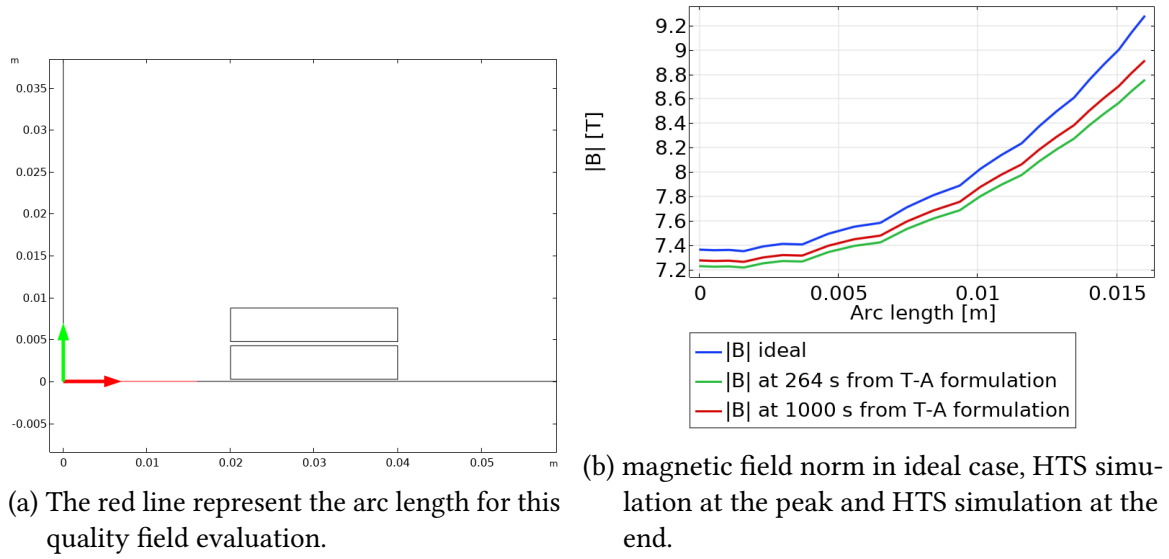 m
0.035
0.03
0.025
0.02
0.015
0.01
0.005
0
-0.005
0
0.01
0.02
0.03
0.04
0.05
m
(a) The red line represent the arc length for this
quality field evaluation.
9.2
9
8.8
8.6
8.4
8.2
8
7.8
7.6
7.4
7.2
|B| [T]
0
0.005
0.01
0.015
Arc length [m]
|B| ideal
|B| at 264 s from T-A formulation
|B| at 1000 s from T-A formulation
(b) magnetic field norm in ideal case, HTS simu-
lation at the peak and HTS simulation at the
end.